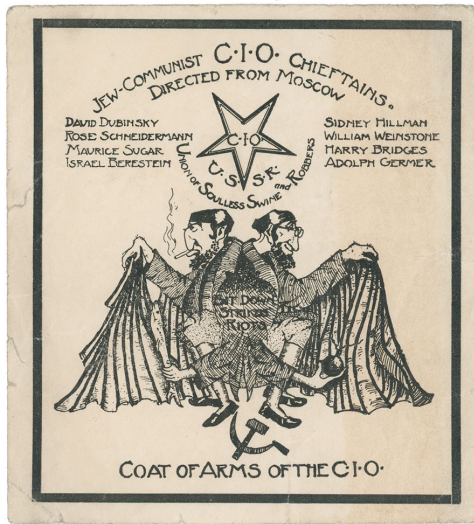 JEW-COMMUNIST C·I·O· CHIEFTAINS.
DIRECTED FROM MOSCOW
DAVID DUBINSKY
ROSE SCHNEIDERMANN
MAURICE SUGAR
ISRAEL BERESTEIN
SIDNEY HILLMAN
WILLIAM WEINSTONE
HARRY BRIDGES
ADOLPH GERMER
C·I·O
U·S·S·R
UNION OF SOULLESS SWINE and ROBBERS
SIT DOWN
STRIKES
RIOTS
COAT OF ARMS OF THE C·I·O·